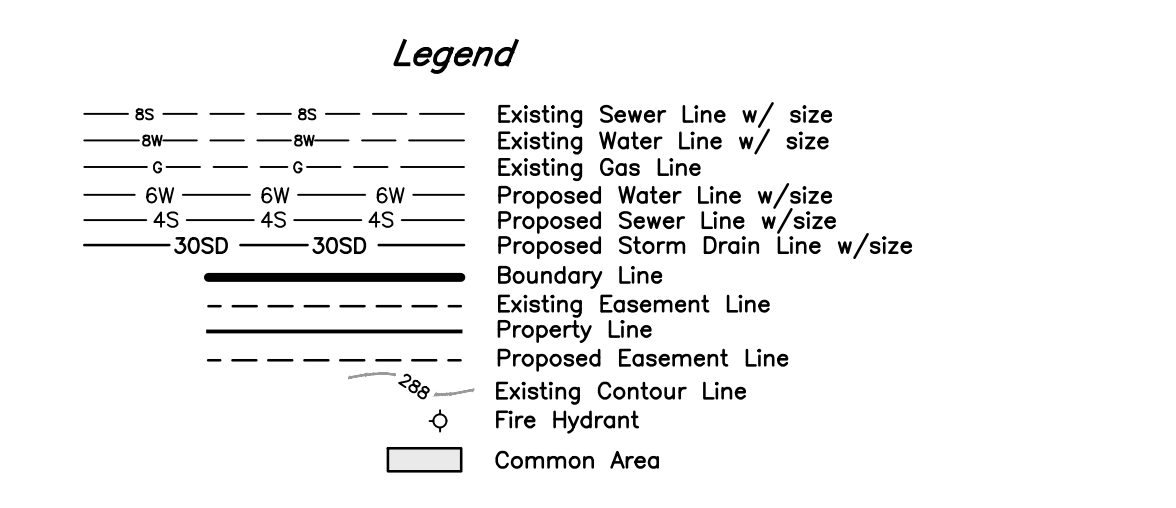 Legend
8S 8S Existing Sewer Line w/ size
8W 8W Existing Water Line w/ size
G G Existing Gas Line
6W 6W 6W Proposed Water Line w/size
4S 4S 4S Proposed Sewer Line w/size
30SD 30SD Proposed Storm Drain Line w/size
Boundary Line
Existing Easement Line
Property Line
Proposed Easement Line
288 Existing Contour Line
Fire Hydrant
Common Area